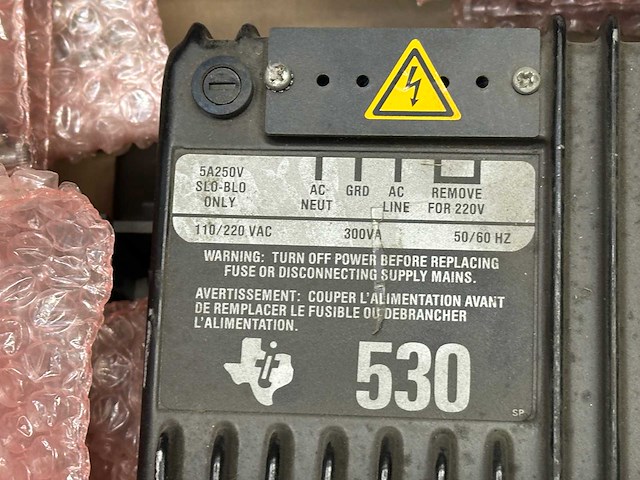 5A250V
SLO-BLO
ONLY
AC
NEUT
GRD
AC
LINE
REMOVE
FOR 220V
110/220 VAC 300VA 50/60 HZ
WARNING: TURN OFF POWER BEFORE REPLACING
FUSE OR DISCONNECTING SUPPLY MAINS.
AVERTISSEMENT: COUPER L'ALIMENTATION AVANT
DE REMPLACER LE FUSIBLE OU DEBRANCHER
L'ALIMENTATION.
ti 530
SP